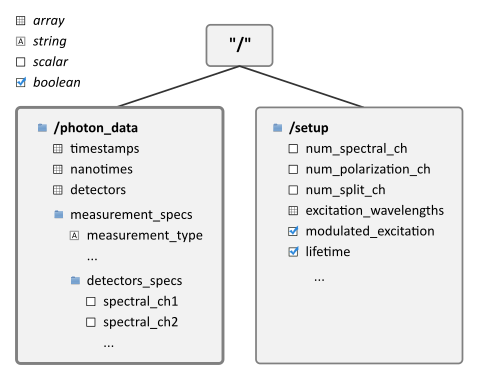 array
A string
scalar
boolean
"/"
/photon_data
timestamps
nanotimes
detectors
measurement_specs
A measurement_type
...
detectors_specs
spectral_ch1
spectral_ch2
...
/setup
num_spectral_ch
num_polarization_ch
num_split_ch
excitation_wavelengths
modulated_excitation
lifetime
...